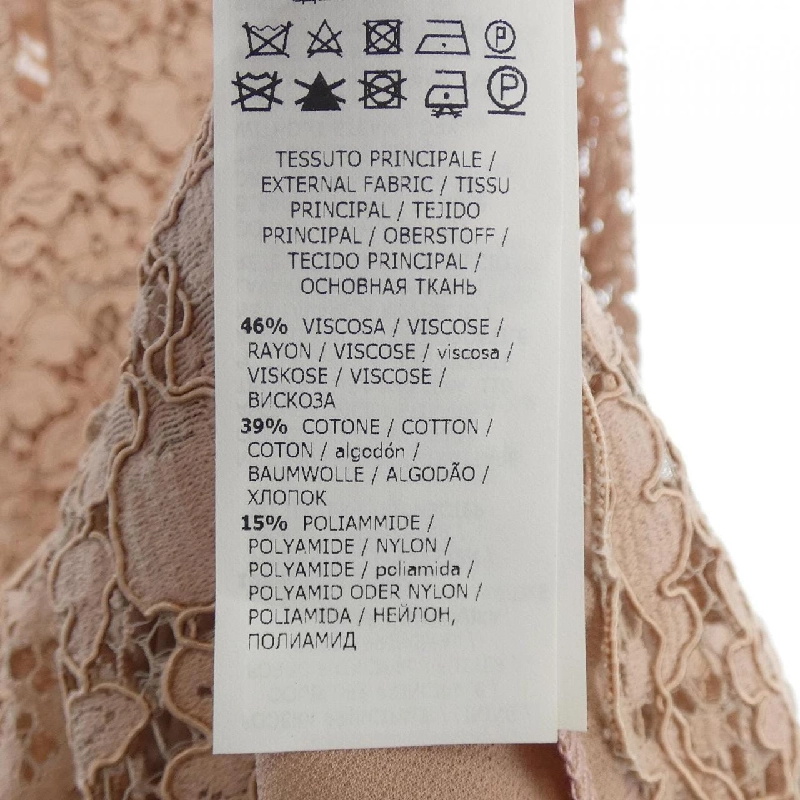 P
P
TESSUTO PRINCIPALE /
EXTERNAL FABRIC / TISSU
PRINCIPAL / TEJIDO
PRINCIPAL / OBERSTOFF /
TECIDO PRINCIPAL /
ОСНОВНАЯ ТКАНЬ
46% VISCOSA / VISCOSE /
RAYON / VISCOSE / viscosa /
VISKOSE / VISCOSE /
ВИСКОЗА
39% COTONE / COTTON /
COTON / algodón /
BAUMWOLLE / ALGODÃO /
ХЛОПОК
15% POLIAMMIDE /
POLYAMIDE / NYLON /
POLYAMIDE / poliamida /
POLYAMID ODER NYLON /
POLIAMIDA / НЕЙЛОН,
ПОЛИАМИД